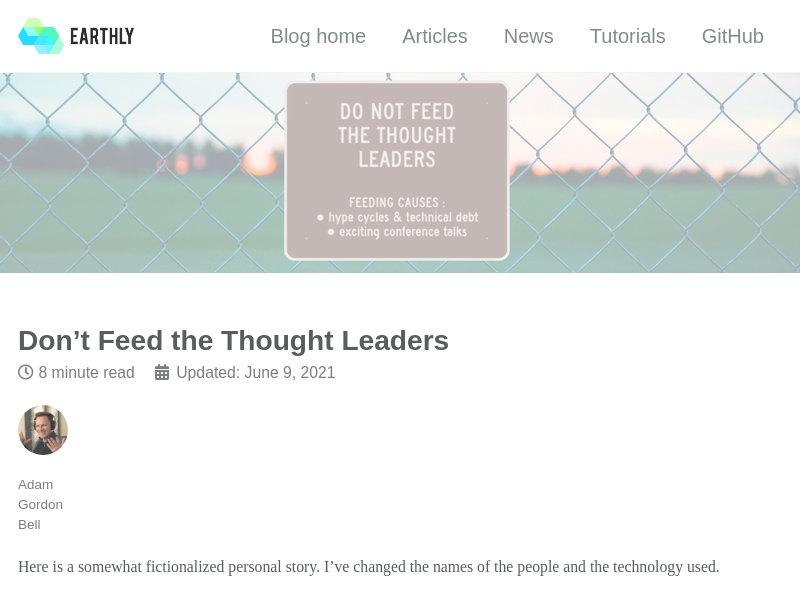 EARTHLY
Blog home Articles News Tutorials GitHub
DO NOT FEED
THE THOUGHT
LEADERS
FEEDING CAUSES :
• hype cycles & technical debt
• exciting conference talks
Don’t Feed the Thought Leaders
8 minute read Updated: June 9, 2021
Adam
Gordon
Bell
Here is a somewhat fictionalized personal story. I’ve changed the names of the people and the technology used.